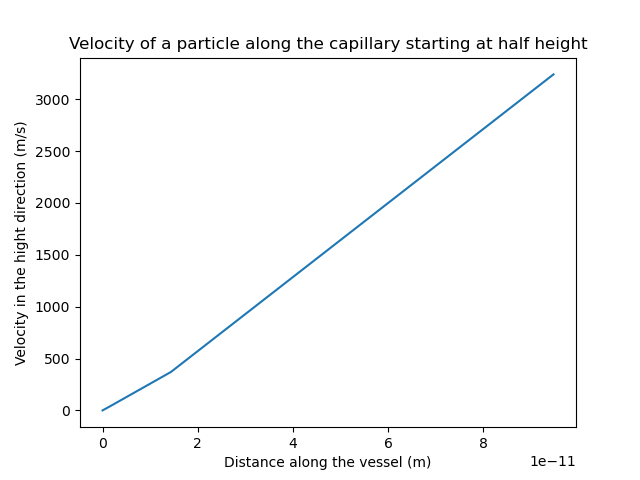 Velocity of a particle along the capillary starting at half height
Velocity in the hight direction (m/s)
3000
2500
2000
1500
1000
500
0
0 2 4 6 8
1e−11
Distance along the vessel (m)